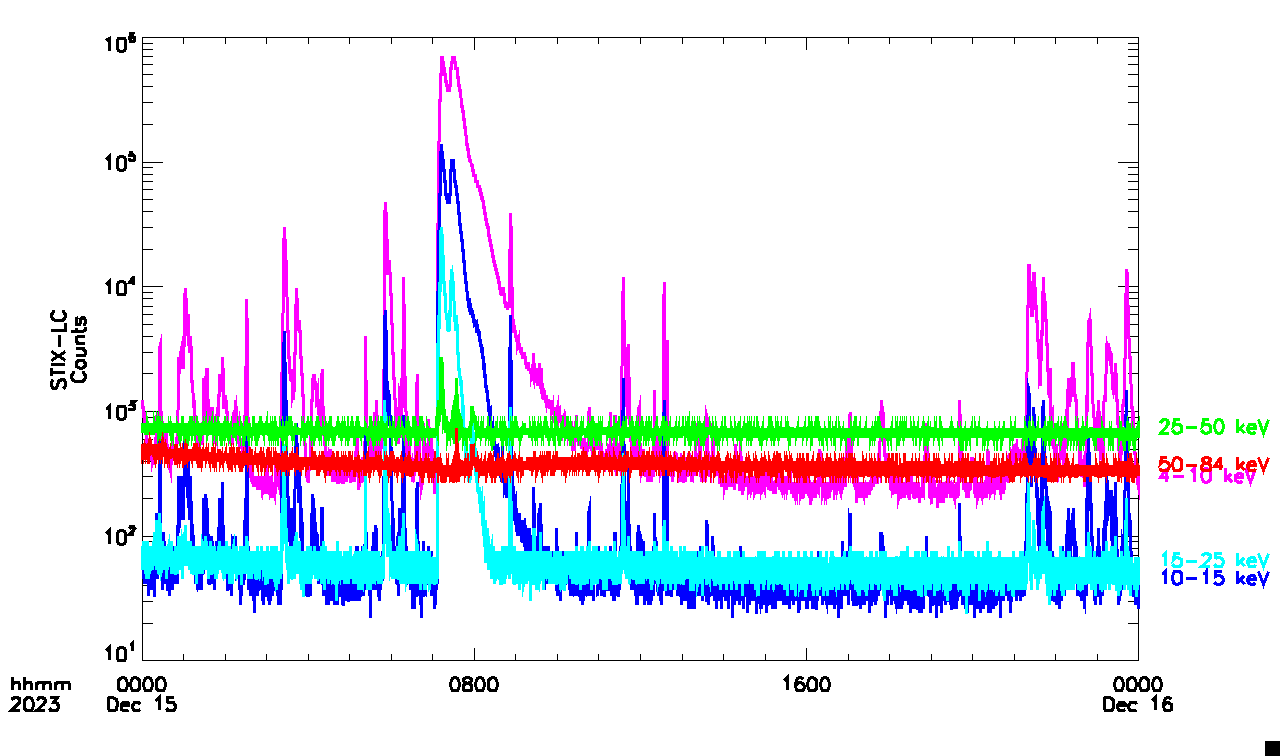 10⁶
10⁵
10⁴
10³
10²
10¹
STIX-LC
Counts
25-50 keV
50-84 keV
4-10 keV
15-25 keV
10-15 keV
hhmm 0000 0800 1600 0000
2023 Dec 15 Dec 16